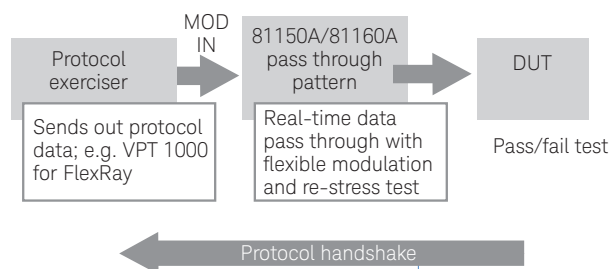 MOD
IN
Protocol
exerciser
81150A/81160A
pass through
pattern
DUT
Sends out protocol
data; e.g. VPT 1000
for FlexRay
Real-time data
pass through with
flexible modulation
and re-stress test
Pass/fail test
Protocol handshake